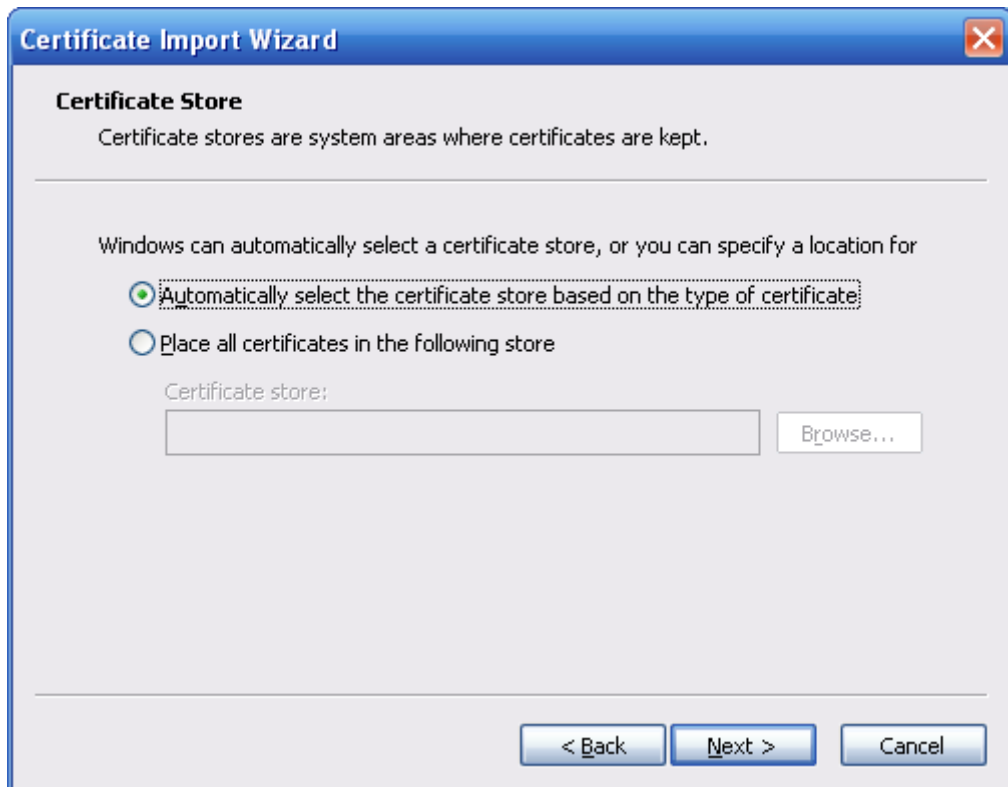 Certificate Import Wizard
Certificate Store
Certificate stores are system areas where certificates are kept.
Windows can automatically select a certificate store, or you can specify a location for
Automatically select the certificate store based on the type of certificate
Place all certificates in the following store
Certificate store:
Browse...
< Back
Next >
Cancel